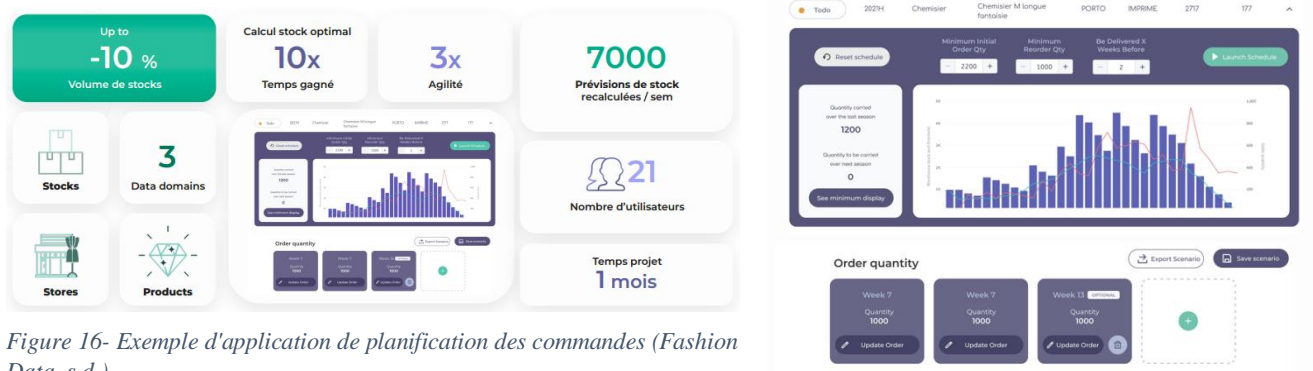 Up to
-10 %
Volume de stocks
Calcul stock optimal
10x
Temps gagné
3x
Agilité
7000
Prévisions de stock
recalculées / sem
Stocks
3
Data domains
21
Nombre d'utilisateurs
Stores
Products
Temps projet
1 mois
Order quantity
Figure 16- Exemple d'application de planification des commandes (Fashion
Data, s.d.)
Todo 2021H Chemisier Chemisier M longue fantaisie PORTO IMPRIME 2717 177
Reset schedule
Minimum Initial
Order Qty
- 2200 +
Minimum
Reorder Qty
- 1000 +
Be Delivered X
Weeks Before
- 2 +
Launch Schedule
Quantity carried
over the last season
1200
Quantity to be carried
over next season
0
See minimum display
Order quantity
Export Scenario
Save scenario
Week 7
Quantity
1000
Update Order
Week 7
Quantity
1000
Update Order
Week 13 OPTIONAL
Quantity
1000
Update Order